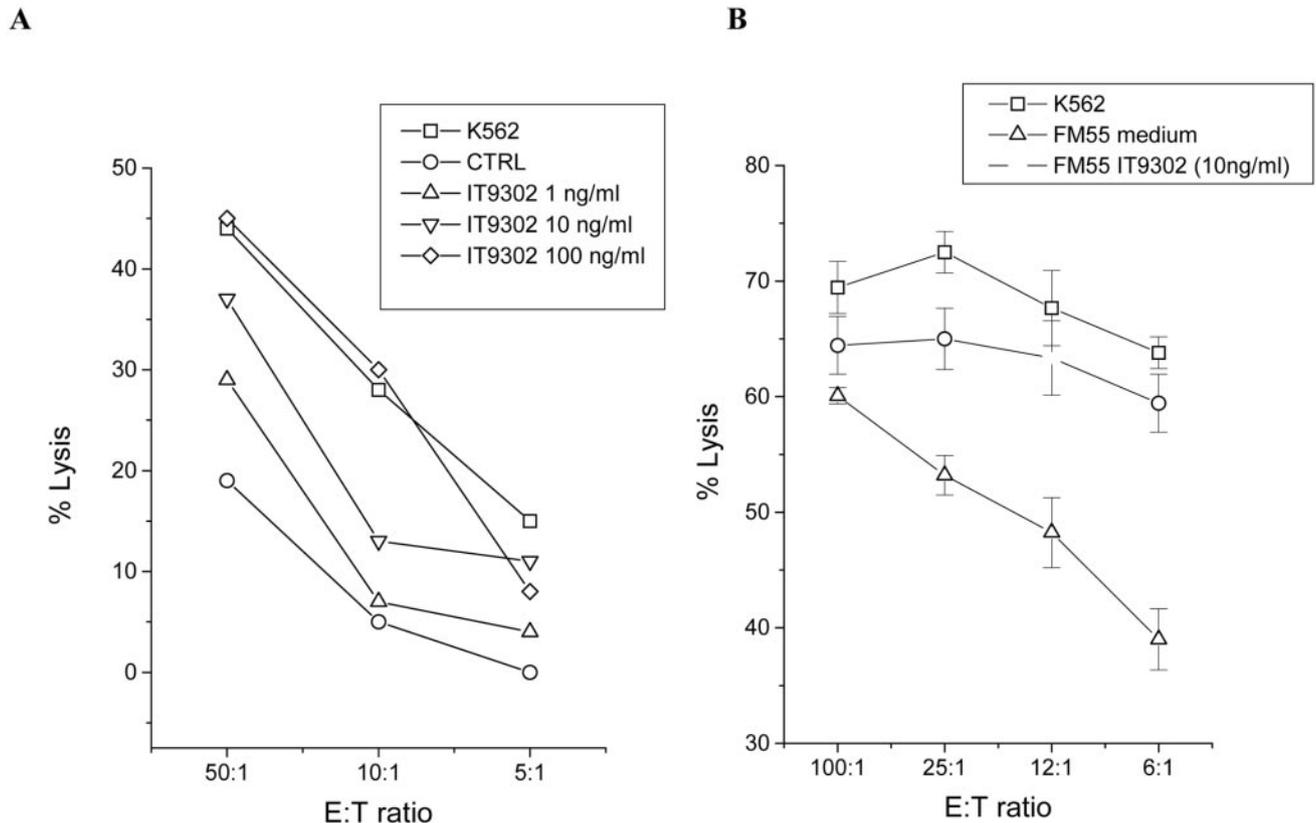 A
B
K562
CTRL
IT9302 1 ng/ml
IT9302 10 ng/ml
IT9302 100 ng/ml
50
40
30
20
10
0
% Lysis
50:1
10:1
5:1
E:T ratio
K562
FM55 medium
FM55 IT9302 (10ng/ml)
80
70
60
50
40
30
% Lysis
100:1
25:1
12:1
6:1
E:T ratio